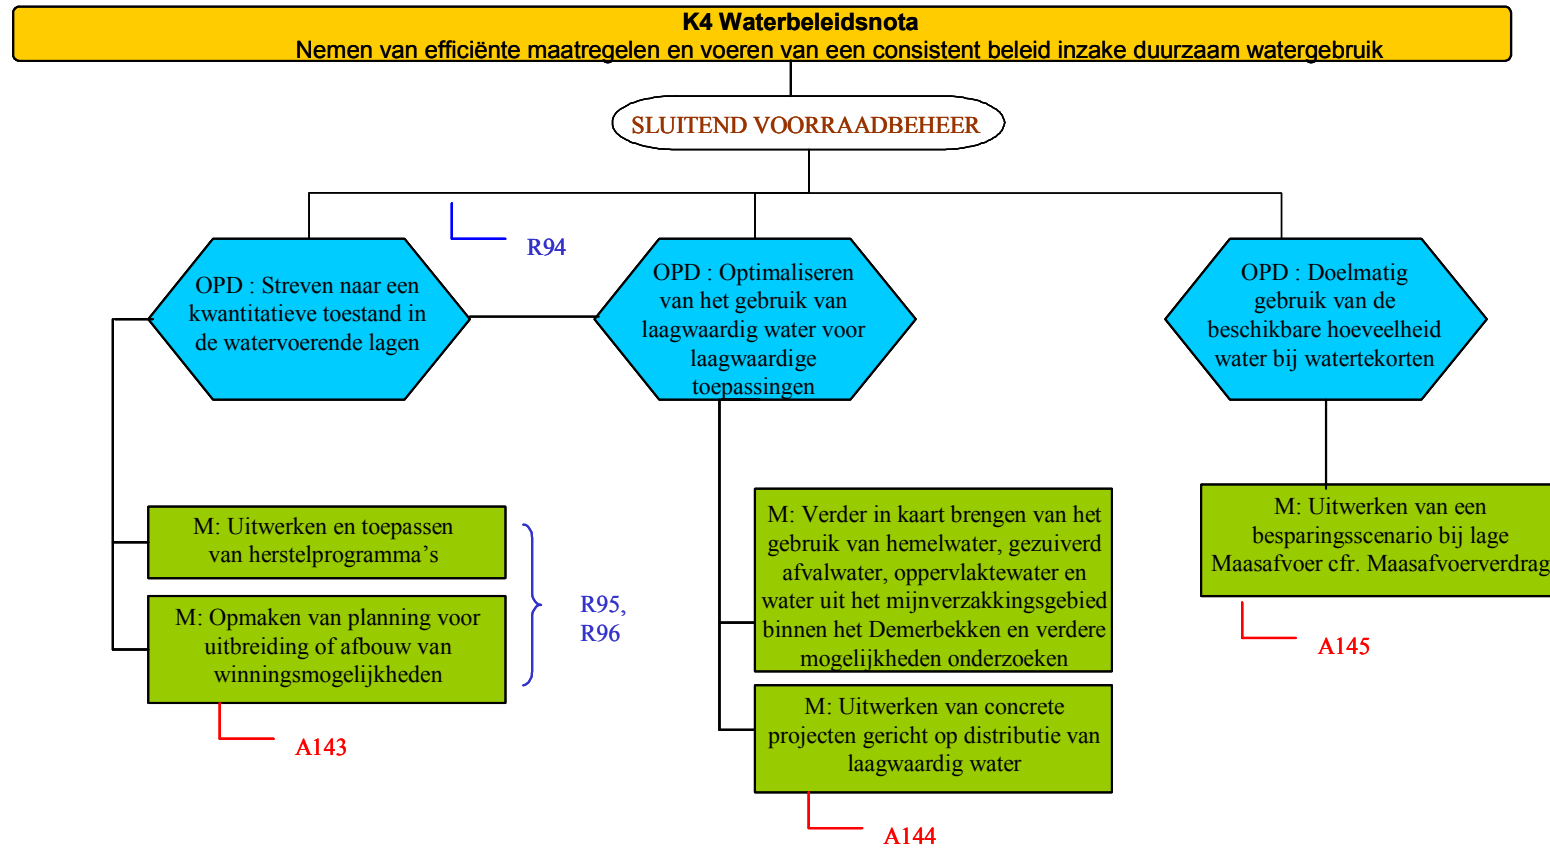 K4 Waterbeleidsnota
Nemen van efficiënte maatregelen en voeren van een consistent beleid inzake duurzaam watergebruik
SLUITEND VOORRAADBEHEER
R94
OPD : Streven naar een
kwantitatieve toestand in
de watervoerende lagen
OPD : Optimaliseren
van het gebruik van
laagwaardig water voor
laagwaardige
toepassingen
OPD : Doelmatig
gebruik van de
beschikbare hoeveelheid
water bij watertekorten
M: Uitwerken en toepassen
van herstelprogramma's
M: Opmaken van planning voor
uitbreiding of afbouw van
winningsmogelijkheden
R95,
R96
A143
M: Verder in kaart brengen van het
gebruik van hemelwater, gezuiverd
afvalwater, oppervlaktewater en
water uit het mijnverzakkingsgebied
binnen het Demerbekken en verdere
mogelijkheden onderzoeken
M: Uitwerken van concrete
projecten gericht op distributie van
laagwaardig water
A144
M: Uitwerken van een
besparingsscenario bij lage
Maasafvoer cfr. Maasafvoerverdrag
A145